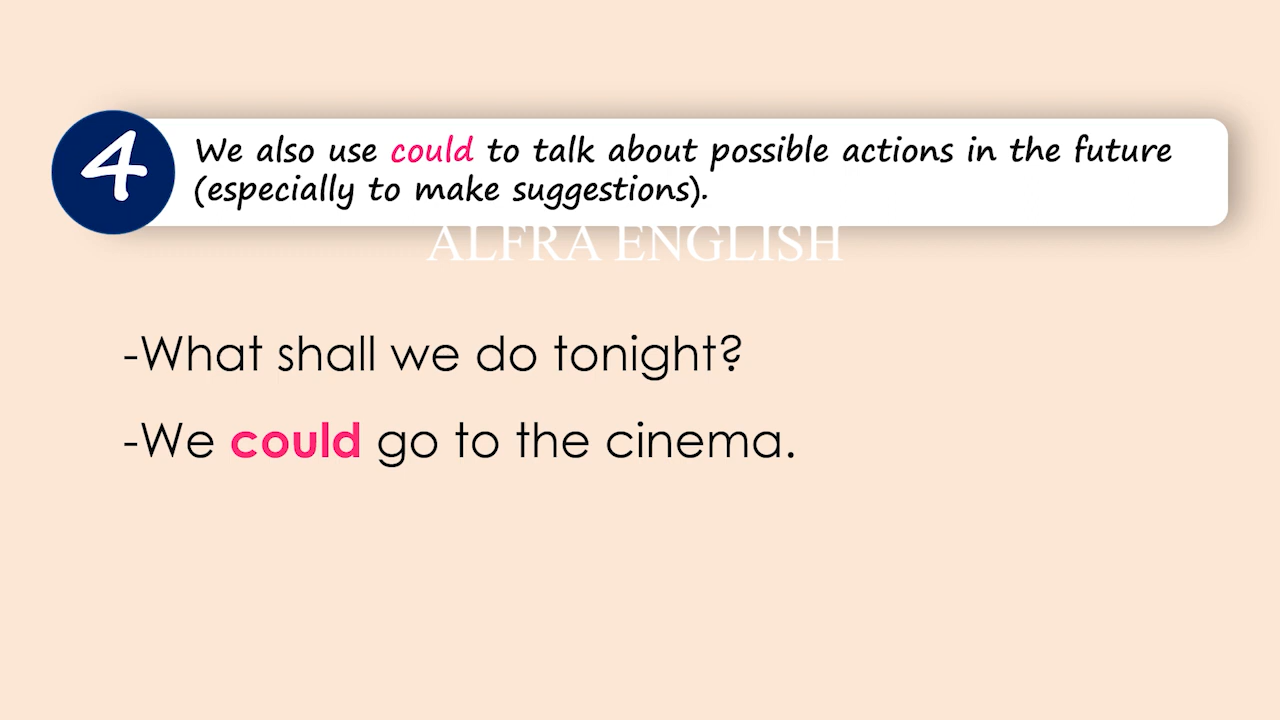 4
We also use could to talk about possible actions in the future
(especially to make suggestions).
ALFRA ENGLISH
-What shall we do tonight?
-We could go to the cinema.